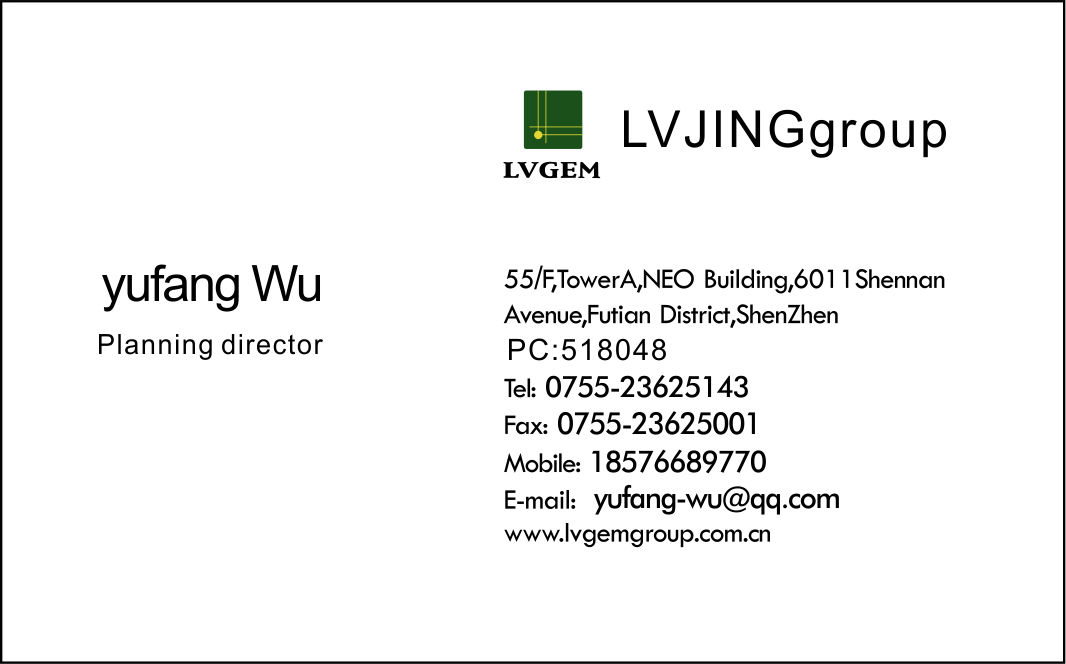 LVGEM
LVJINGgroup
yufang Wu
Planning director
55/F,TowerA,NEO Building,6011Shennan
Avenue,Futian District,ShenZhen
PC:518048
Tel: 0755-23625143
Fax: 0755-23625001
Mobile: 18576689770
E-mail: yufang-wu@qq.com
www.lvgemgroup.com.cn